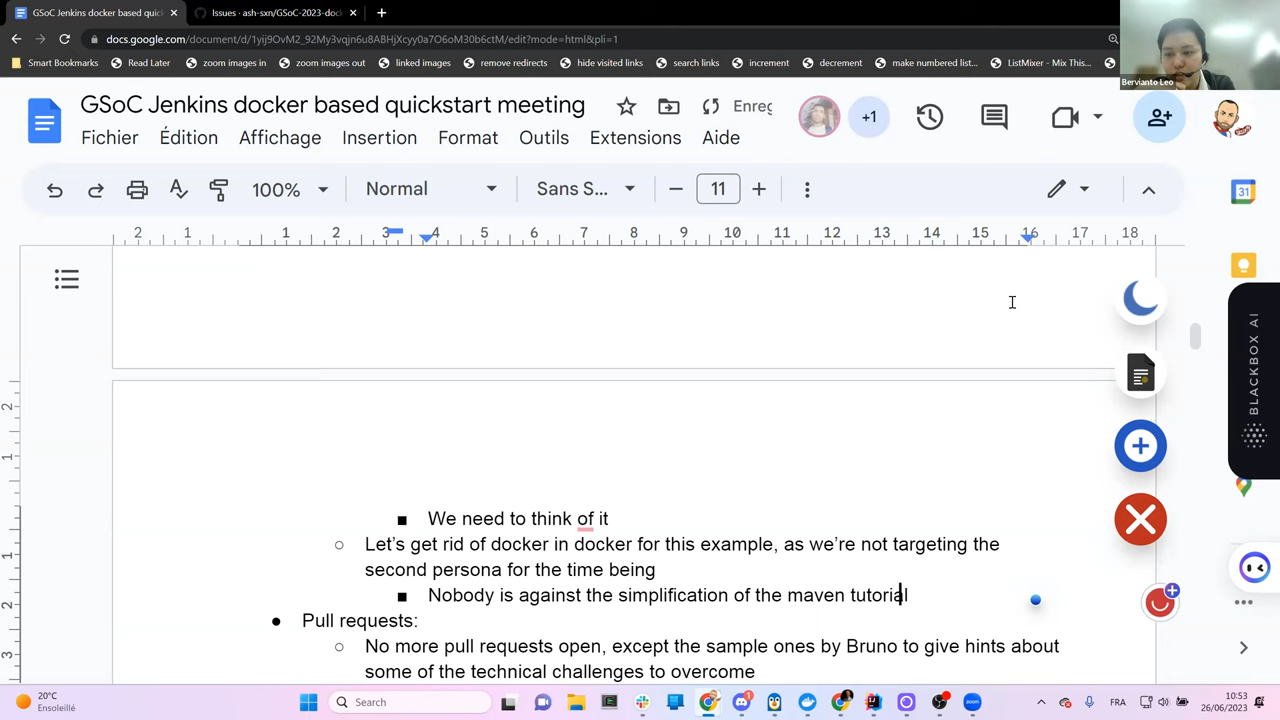 GSoC Jenkins docker based quic
Issues · ash-sxn/GSoC-2023-doc
docs.google.com/document/d/1yij9OvM2_92My3vqjn6u8ABHjXcyy0a7O6oM30b6ctM/edit?mode=html&pli=1
Smart Bookmarks
Read Later
zoom images in
zoom images out
linked images
remove redirects
hide visited links
search links
increment
decrement
make numbered list...
ListMixer - Mix This...
Bervianto Leo
GSoC Jenkins docker based quickstart meeting
Enreg
+1
Fichier Édition Affichage Insertion Format Outils Extensions Aide
100%
Normal
Sans S...
11
2 1 1 2 3 4 5 6 7 8 9 10 11 12 13 14 15 16 17 18
31
BLACKBOX AI
2
1
1
2
3
■ We need to think of it
○ Let's get rid of docker in docker for this example, as we're not targeting the
second persona for the time being
■ Nobody is against the simplification of the maven tutorial
● Pull requests:
○ No more pull requests open, except the sample ones by Bruno to give hints about
some of the technical challenges to overcome
20°C
Ensoleillé
Search
FRA
10:53
26/06/2023